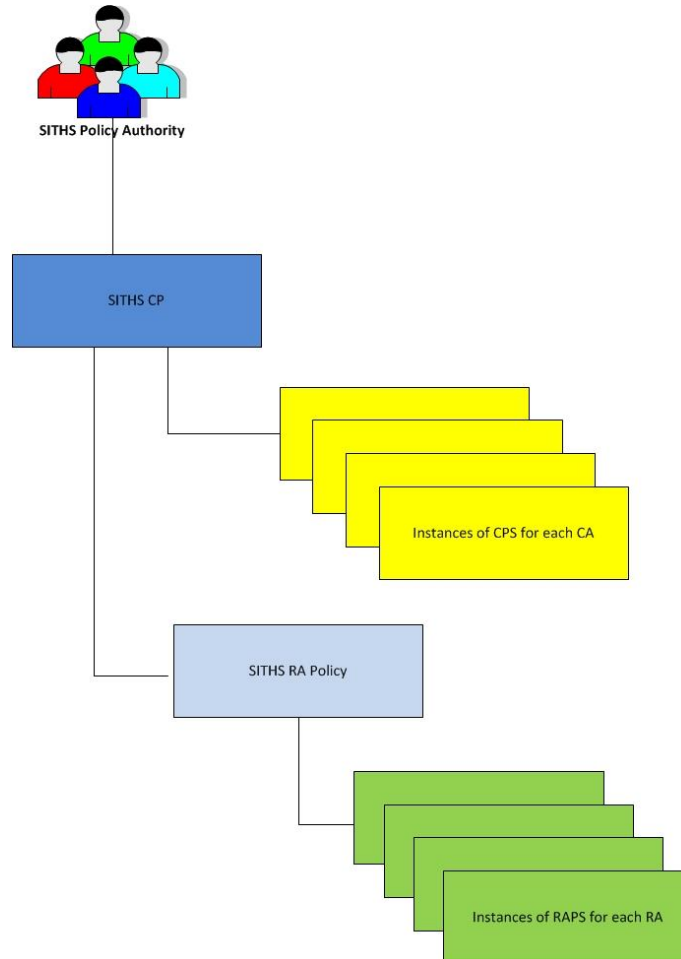 SITHS Policy Authority
SITHS CP
Instances of CPS for each CA
SITHS RA Policy
Instances of RAPS for each RA